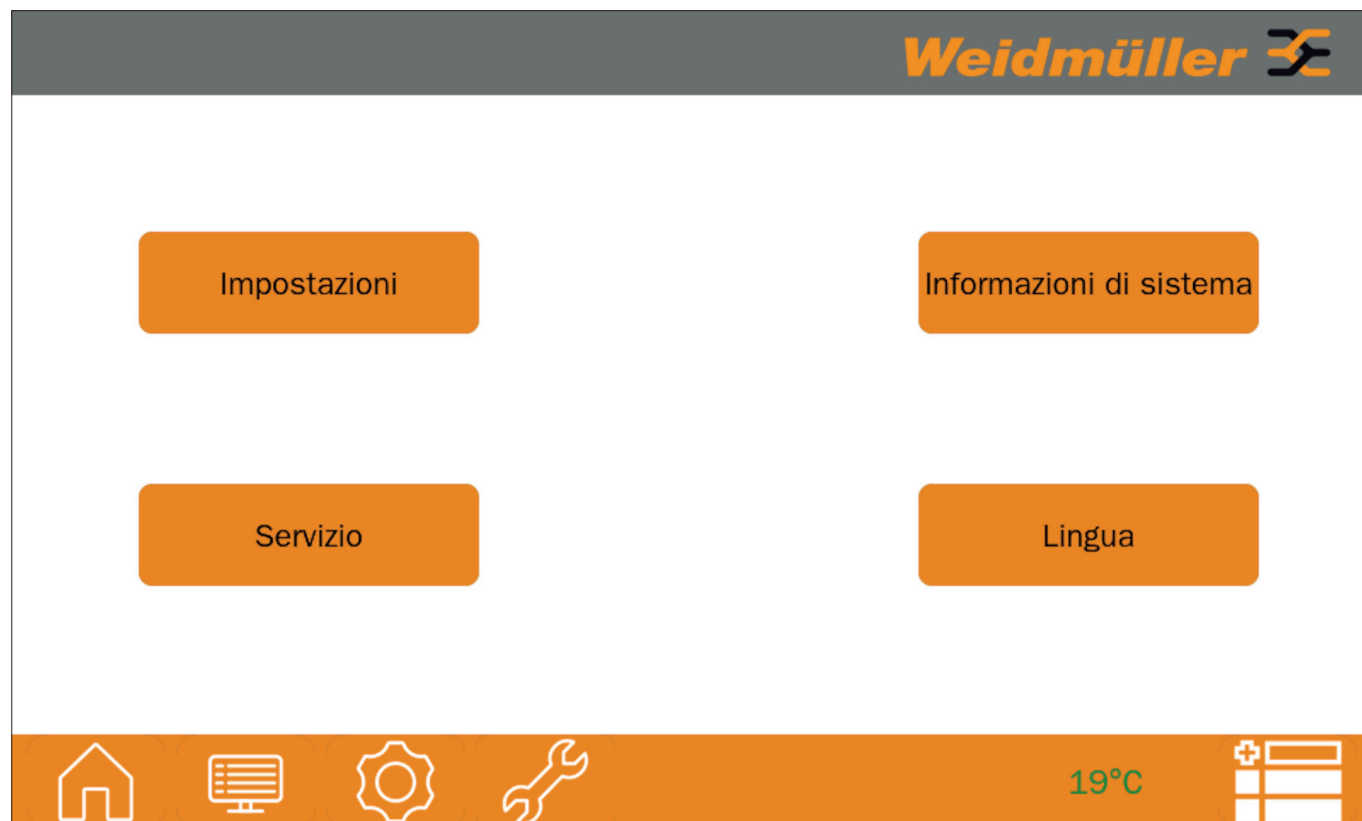 Weidmüller
Impostazioni
Informazioni di sistema
Servizio
Lingua
19°C